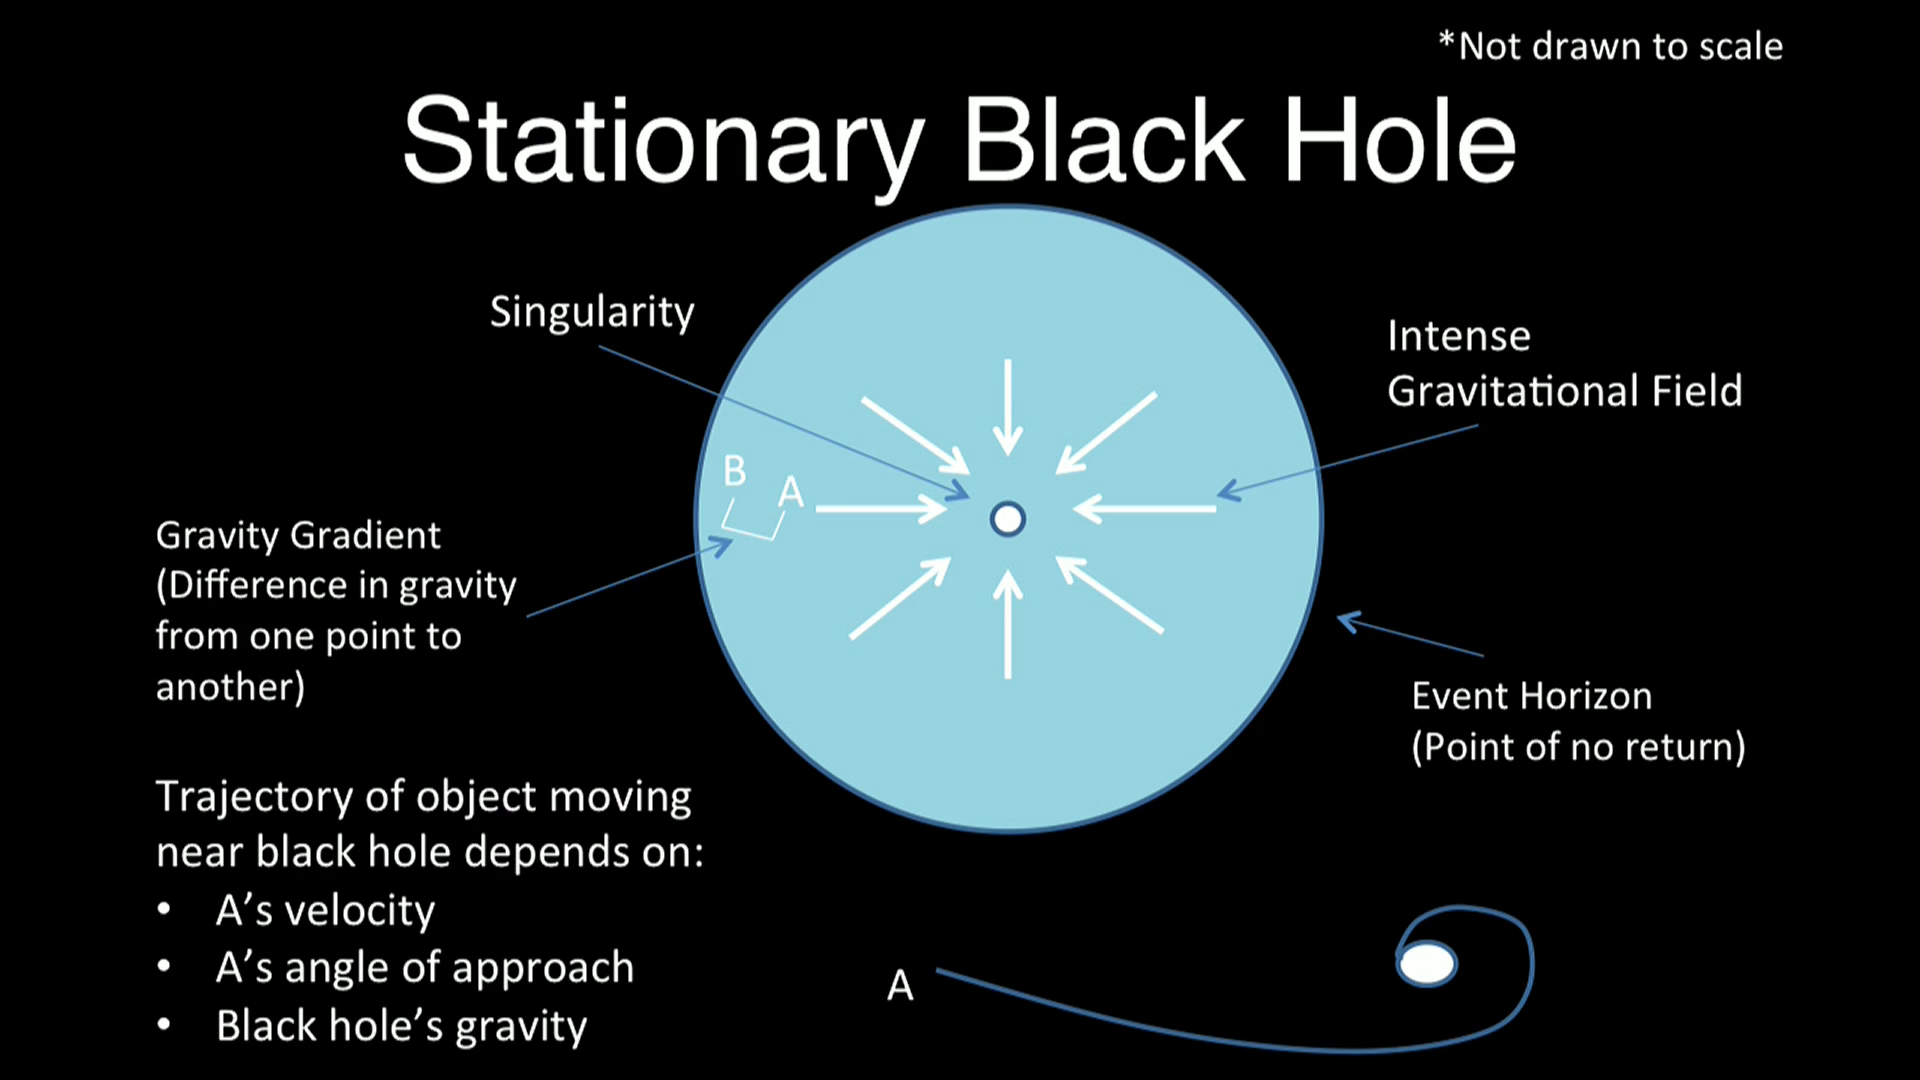 *Not drawn to scale
Stationary Black Hole
Singularity
Intense
Gravitational Field
B
A
Gravity Gradient
(Difference in gravity
from one point to
another)
Event Horizon
(Point of no return)
Trajectory of object moving
near black hole depends on:
• A’s velocity
• A’s angle of approach
• Black hole’s gravity
A